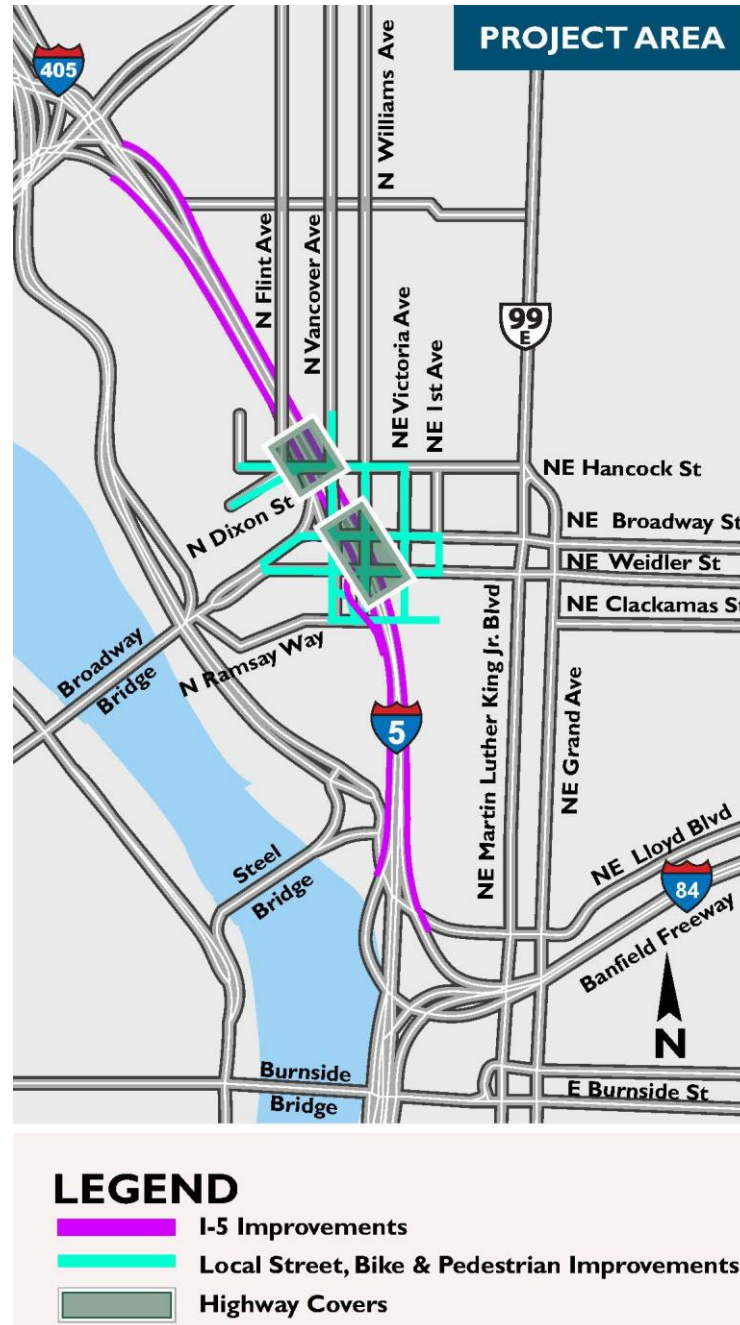 PROJECT AREA
405
N Williams Ave
N Flint Ave
N Vancover Ave
NE Victoria Ave
NE 1st Ave
99
E
NE Hancock St
N Dixon St
NE Broadway St
NE Weidler St
NE Clackamas St
Broadway
Bridge
N Ramsay Way
NE Martin Luther King Jr. Blvd
NE Grand Ave
5
Steel
Bridge
NE Lloyd Blvd
84
Banfield Freeway
N
Burnside
Bridge
E Burnside St
LEGEND
I-5 Improvements
Local Street, Bike & Pedestrian Improvements
Highway Covers